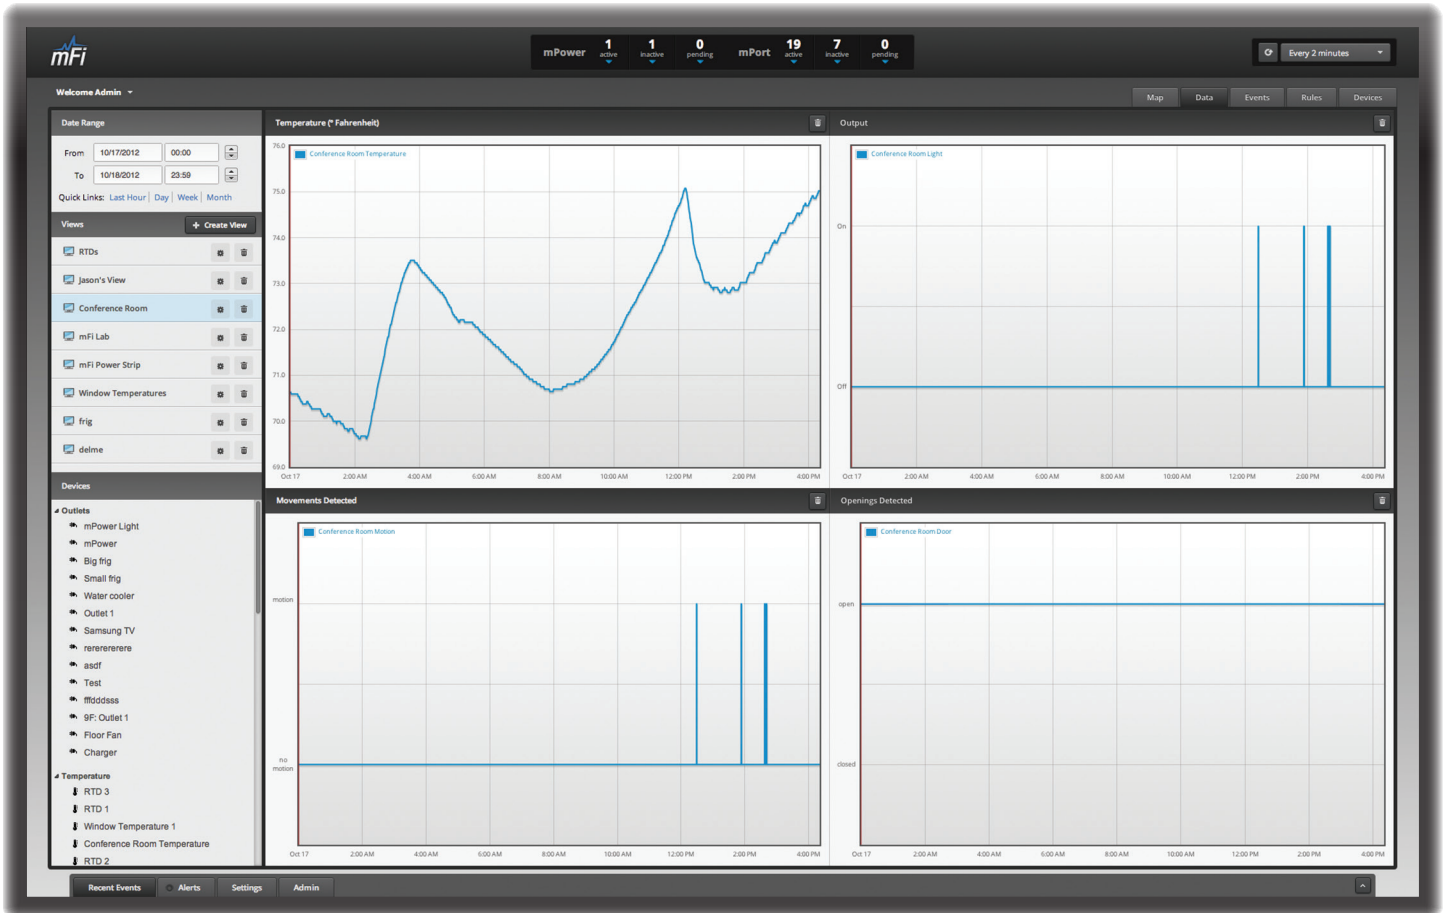 mFi
mPower 1 active 1 inactive 0 pending mPort 19 active 7 inactive 0 pending
Every 2 minutes
Welcome Admin
Map Data Events Rules Devices
Date Range
From 10/17/2012 00:00
To 10/18/2012 23:59
Quick Links: Last Hour | Day | Week | Month
Views + Create View
RTDs
Jason's View
Conference Room
mFi Lab
mFi Power Strip
Window Temperatures
frig
delme
Devices
Outlets
mPower Light
mPower
Big frig
Small frig
Water cooler
Outlet 1
Samsung TV
rerererererere
asdf
Test
fffdddsss
9F: Outlet 1
Floor Fan
Charger
Temperature
RTD 3
RTD 1
Window Temperature 1
Conference Room Temperature
RTD 2
Temperature (° Fahrenheit)
Conference Room Temperature
76.0
75.0
74.0
73.0
72.0
71.0
70.0
69.0
Oct 17 2:00 AM 4:00 AM 6:00 AM 8:00 AM 10:00 AM 12:00 PM 2:00 PM 4:00 PM
Output
Conference Room Light
On
Off
Oct 17 2:00 AM 4:00 AM 6:00 AM 8:00 AM 10:00 AM 12:00 PM 2:00 PM 4:00 PM
Movements Detected
Conference Room Motion
motion
no
motion
Oct 17 2:00 AM 4:00 AM 6:00 AM 8:00 AM 10:00 AM 12:00 PM 2:00 PM 4:00 PM
Openings Detected
Conference Room Door
open
closed
Oct 17 2:00 AM 4:00 AM 6:00 AM 8:00 AM 10:00 AM 12:00 PM 2:00 PM 4:00 PM
Recent Events Alerts Settings Admin